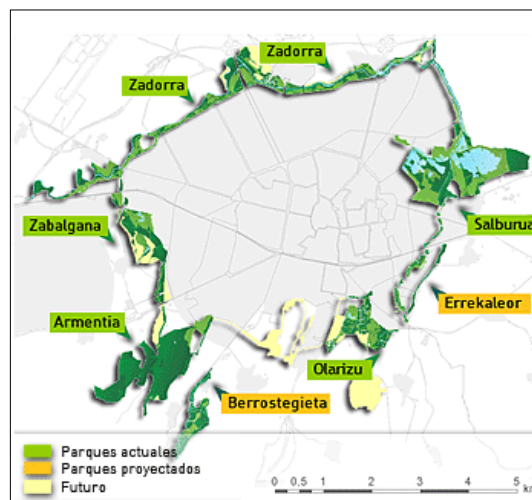 Zadorra
Zadorra
Zabalgana
Salburua
Errekaleor
Armentia
Olarizu
Berrostegieta
Parques actuales
Parques proyectados
Futuro
0 0,5 1 2 3 4 5